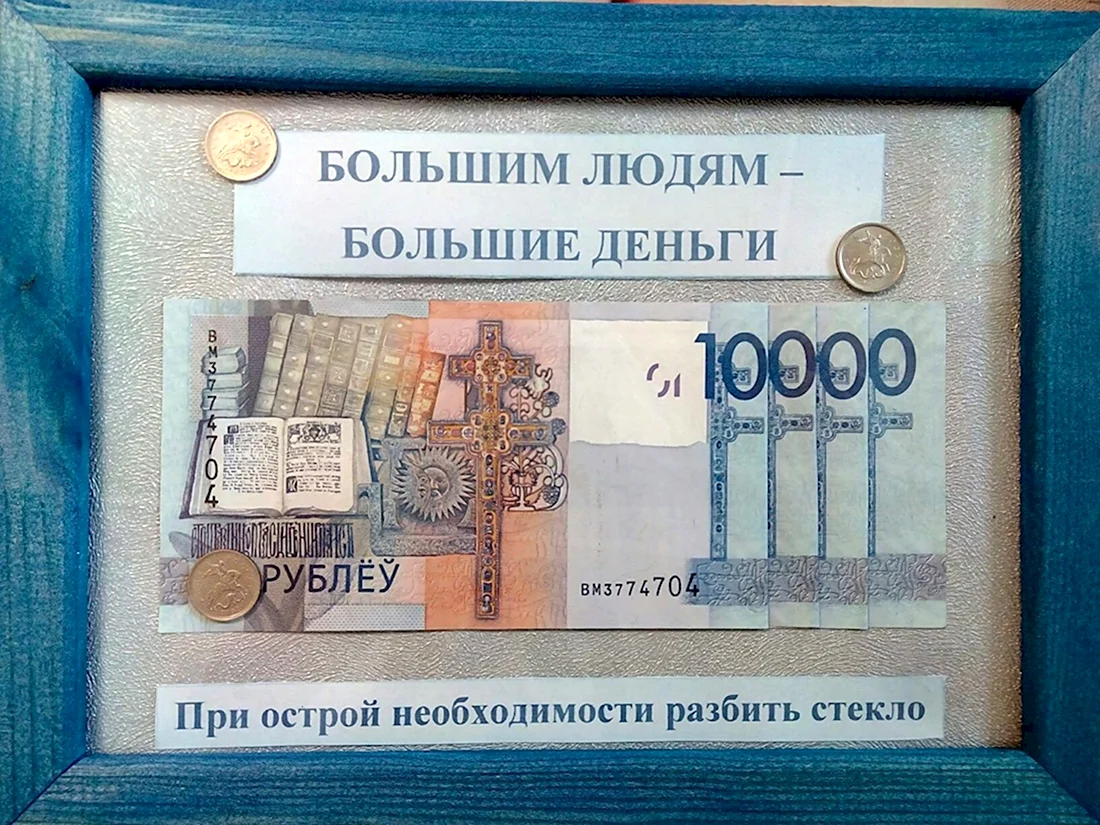 БОЛЬШИМ ЛЮДЯМ –
БОЛЬШИЕ ДЕНЬГИ
ВМ3774704
10000
РУБЛЁЎ
ВМ3774704
При острой необходимости разбить стекло